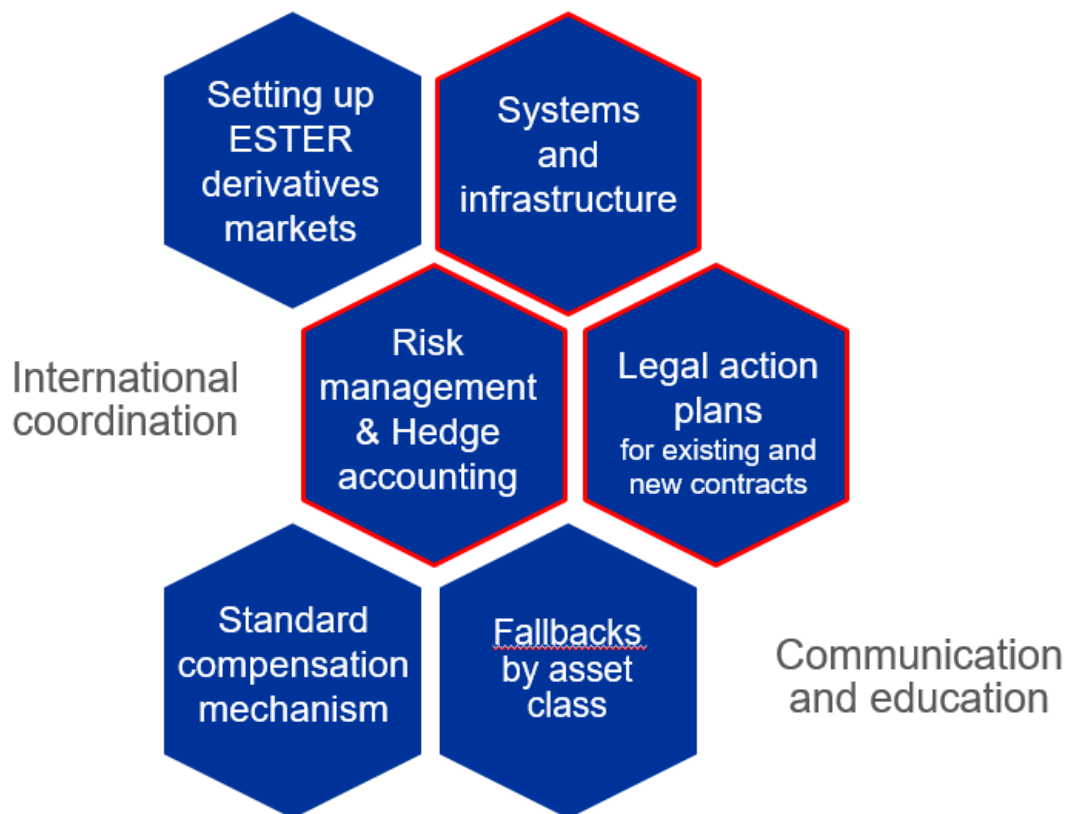 Setting up
ESTER
derivatives
markets
Systems
and
infrastructure
International
coordination
Risk
management
& Hedge
accounting
Legal action
plans
for existing and
new contracts
Standard
compensation
mechanism
Fallbacks
by asset
class
Communication
and education